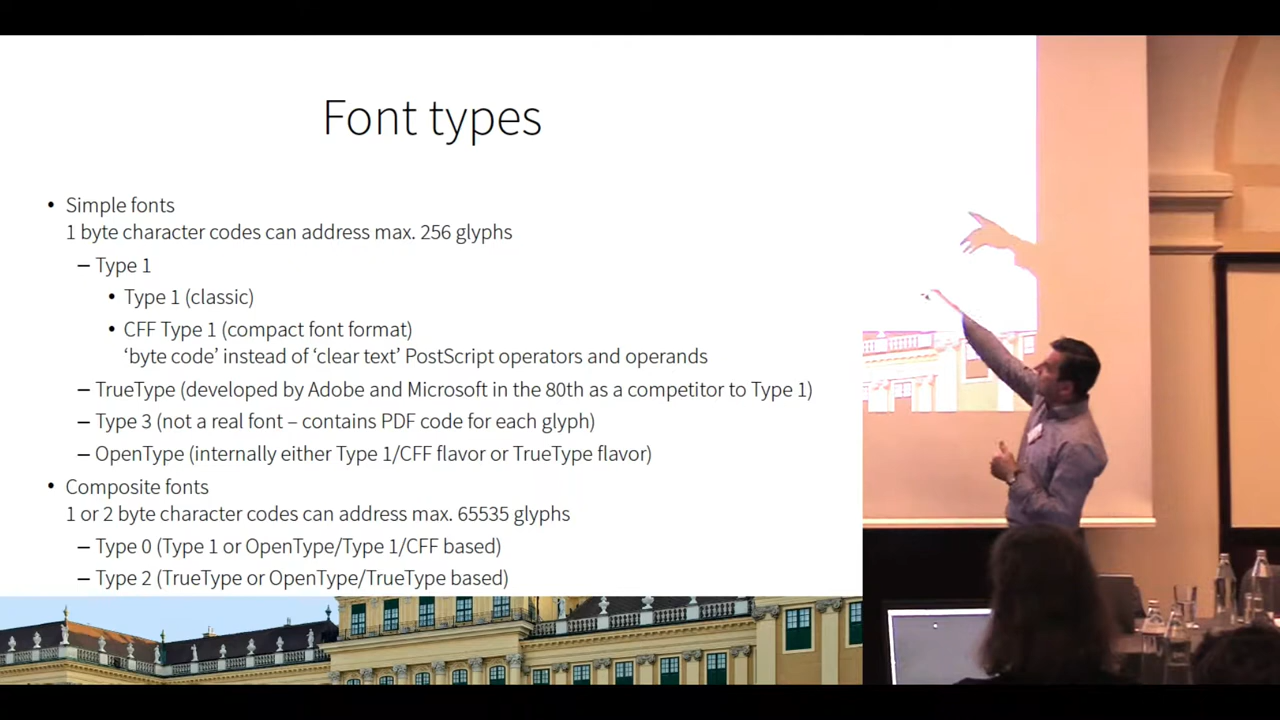 Font types
• Simple fonts
1 byte character codes can address max. 256 glyphs
– Type 1
• Type 1 (classic)
• CFF Type 1 (compact font format)
‘byte code’ instead of ‘clear text’ PostScript operators and operands
– TrueType (developed by Adobe and Microsoft in the 80th as a competitor to Type 1)
– Type 3 (not a real font – contains PDF code for each glyph)
– OpenType (internally either Type 1/CFF flavor or TrueType flavor)
• Composite fonts
1 or 2 byte character codes can address max. 65535 glyphs
– Type 0 (Type 1 or OpenType/Type 1/CFF based)
– Type 2 (TrueType or OpenType/TrueType based)